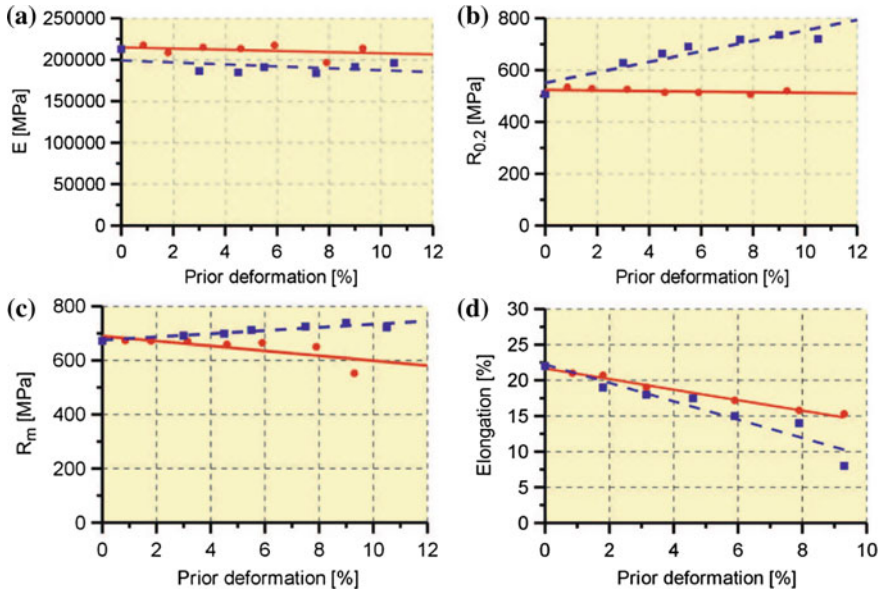 (a)
250000
200000
150000
100000
50000
0
E [MPa]
0 2 4 6 8 10 12
Prior deformation [%]
(b)
800
600
400
200
0
R0.2 [MPa]
0 2 4 6 8 10 12
Prior deformation [%]
(c)
800
600
400
200
0
Rm [MPa]
0 2 4 6 8 10 12
Prior deformation [%]
(d)
30
25
20
15
10
5
0
Elongation [%]
0 2 4 6 8 10
Prior deformation [%]